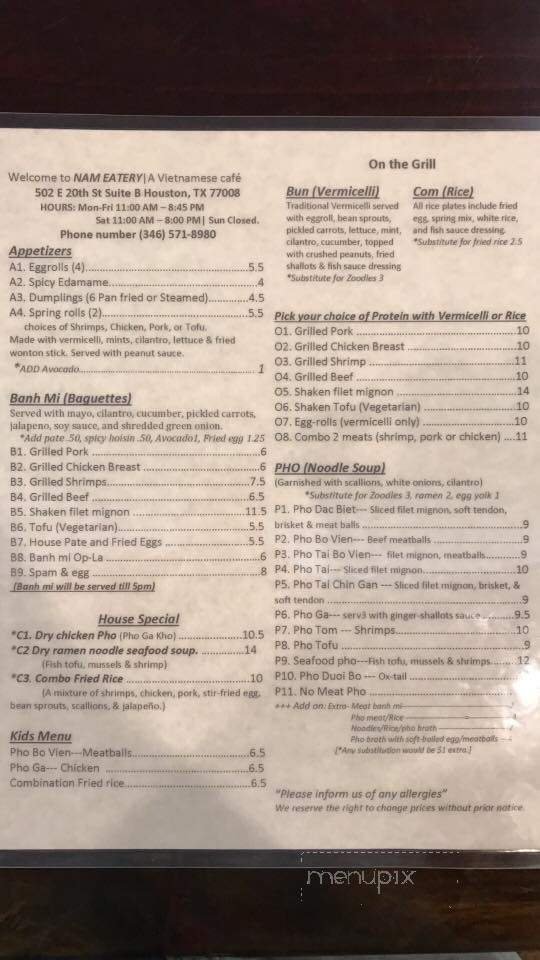 Welcome to NAM EATERY|A Vietnamese café
502 E 20th St Suite B Houston, TX 77008
HOURS: Mon-Fri 11:00 AM – 8:45 PM
Sat 11:00 AM – 8:00 PM| Sun Closed.
Phone number (346) 571-8980
Appetizers
A1. Eggrolls (4)...5.5
A2. Spicy Edamame...4
A3. Dumplings (6 Pan fried or Steamed)...4.5
A4. Spring rolls (2)...5.5
choices of Shrimps, Chicken, Pork, or Tofu.
Made with vermicelli, mints, cilantro, lettuce & fried
wonton stick. Served with peanut sauce.
*ADD Avocado...1
Banh Mi (Baguettes)
Served with mayo, cilantro, cucumber, pickled carrots,
jalapeno, soy sauce, and shredded green onion.
*Add pate .50, spicy hoisin .50, Avocado1, Fried egg 1.25
B1. Grilled Pork...6
B2. Grilled Chicken Breast...6
B3. Grilled Shrimps...7.5
B4. Grilled Beef...6.5
B5. Shaken filet mignon...11.5
B6. Tofu (Vegetarian)...5.5
B7. House Pate and Fried Eggs...5.5
B8. Banh mi Op-La...6
B9. Spam & egg...8
(Banh mi will be served till 5pm)
House Special
*C1. Dry chicken Pho (Pho Ga Kho)...10.5
*C2 Dry ramen noodle seafood soup....14
(Fish tofu, mussels & shrimp)
*C3. Combo Fried Rice...10
(A mixture of shrimps, chicken, pork, stir-fried egg,
bean sprouts, scallions, & jalapeño.)
Kids Menu
Pho Bo Vien---Meatballs...6.5
Pho Ga--- Chicken...6.5
Combination Fried rice...6.5
On the Grill
Bun (Vermicelli)
Traditional Vermicelli served
with eggroll, bean sprouts,
pickled carrots, lettuce, mint,
cilantro, cucumber, topped
with crushed peanuts, fried
shallots & fish sauce dressing
*Substitute for Zoodles 3
Com (Rice)
All rice plates include fried
egg, spring mix, white rice,
and fish sauce dressing.
*Substitute for fried rice 2.5
Pick your choice of Protein with Vermicelli or Rice
O1. Grilled Pork...10
O2. Grilled Chicken Breast...10
O3. Grilled Shrimp...11
O4. Grilled Beef...10
O5. Shaken filet mignon...14
O6. Shaken Tofu (Vegetarian)...10
O7. Egg-rolls (vermicelli only)...10
O8. Combo 2 meats (shrimp, pork or chicken)....11
PHO (Noodle Soup)
(Garnished with scallions, white onions, cilantro)
*Substitute for Zoodles 3, ramen 2, egg yolk 1
P1. Pho Dac Biet--- Sliced filet mignon, soft tendon,
brisket & meat balls...9
P2. Pho Bo Vien--- Beef meatballs...9
P3. Pho Tai Bo Vien--- filet mignon, meatballs...9
P4. Pho Tai--- Sliced filet mignon...10
P5. Pho Tai Chin Gan --- Sliced filet mignon, brisket, &
soft tendon...9
P6. Pho Ga--- serv3 with ginger-shallots sauce...9.5
P7. Pho Tom --- Shrimps...10
P8. Pho Tofu...9
P9. Seafood pho---Fish tofu, mussels & shrimps...12
P10. Pho Duoi Bo --- Ox-tail
P11. No Meat Pho
+++ Add on: Extra- Meat banh mi
Pho meat/Rice
Noodles/Rice/pho broth
Pho broth with soft-boiled egg/meatballs
[*Any substitution would be $1 extra.]
"Please inform us of any allergies"
We reserve the right to change prices without prior notice.
menupix